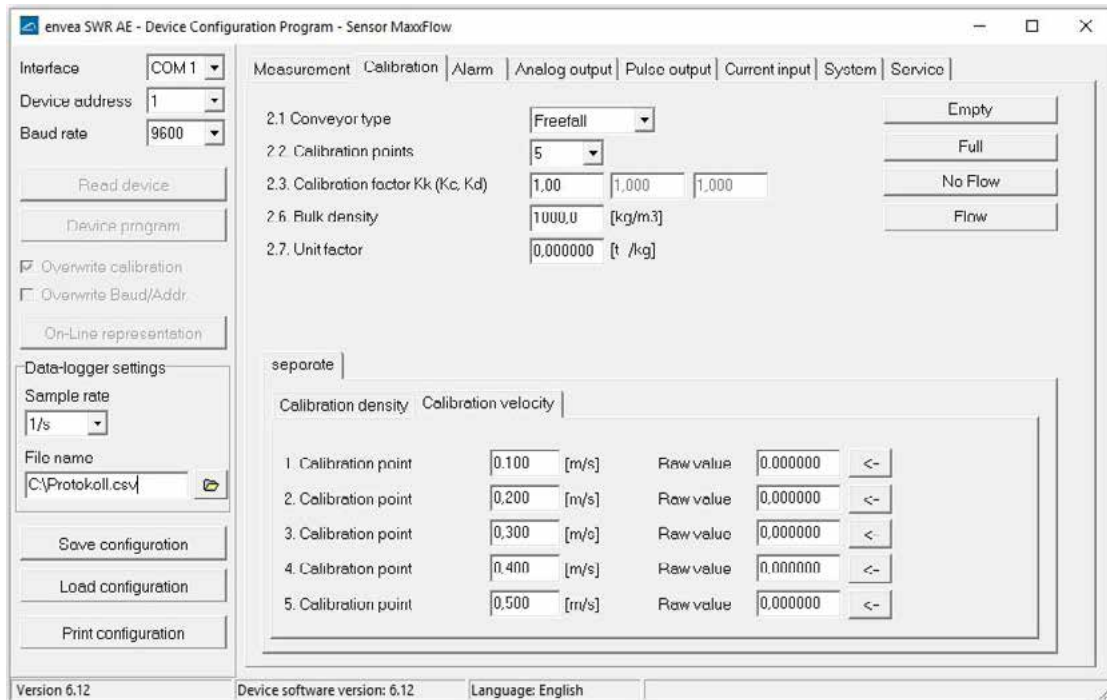 envea SWR AE - Device Configuration Program - Sensor MaxxFlow
Interface COM 1
Device address 1
Baud rate 9600
Read device
Device program
Overwrite calibration
Overwrite Baud/Addr.
On-Line representation
Data-logger settings
Sample rate
1/s
File name
C:\Protokoll.csv
Save configuration
Load configuration
Print configuration
Measurement Calibration Alarm Analog output Pulse output Current input System Service
2.1 Conveyor type Freefall
2.2. Calibration points 5
2.3. Calibration factor Kk (Kc, Kd) 1,00 1,000 1,000
2.6. Bulk density 1000,0 [kg/m3]
2.7. Unit factor 0,000000 [t /kg]
Empty
Full
No Flow
Flow
separate
Calibration density Calibration velocity
1. Calibration point 0.100 [m/s] Raw value 0.000000 <-
2. Calibration point 0,200 [m/s] Raw value 0,000000 <-
3. Calibration point 0,300 [m/s] Raw value 0,000000 <-
4. Calibration point 0,400 [m/s] Raw value 0,000000 <-
5. Calibration point 0,500 [m/s] Raw value 0,000000 <-
Version 6.12 Device software version: 6.12 Language: English